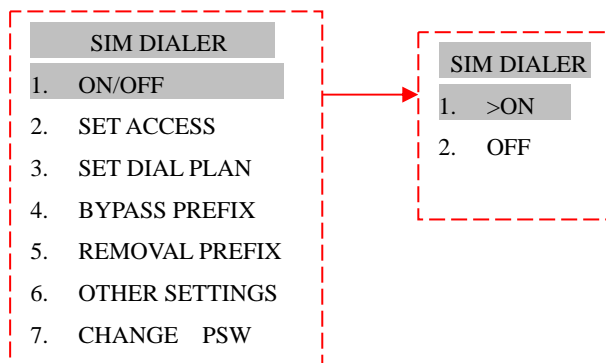 SIM DIALER
1. ON/OFF
2. SET ACCESS
3. SET DIAL PLAN
4. BYPASS PREFIX
5. REMOVAL PREFIX
6. OTHER SETTINGS
7. CHANGE PSW
SIM DIALER
1. >ON
2. OFF